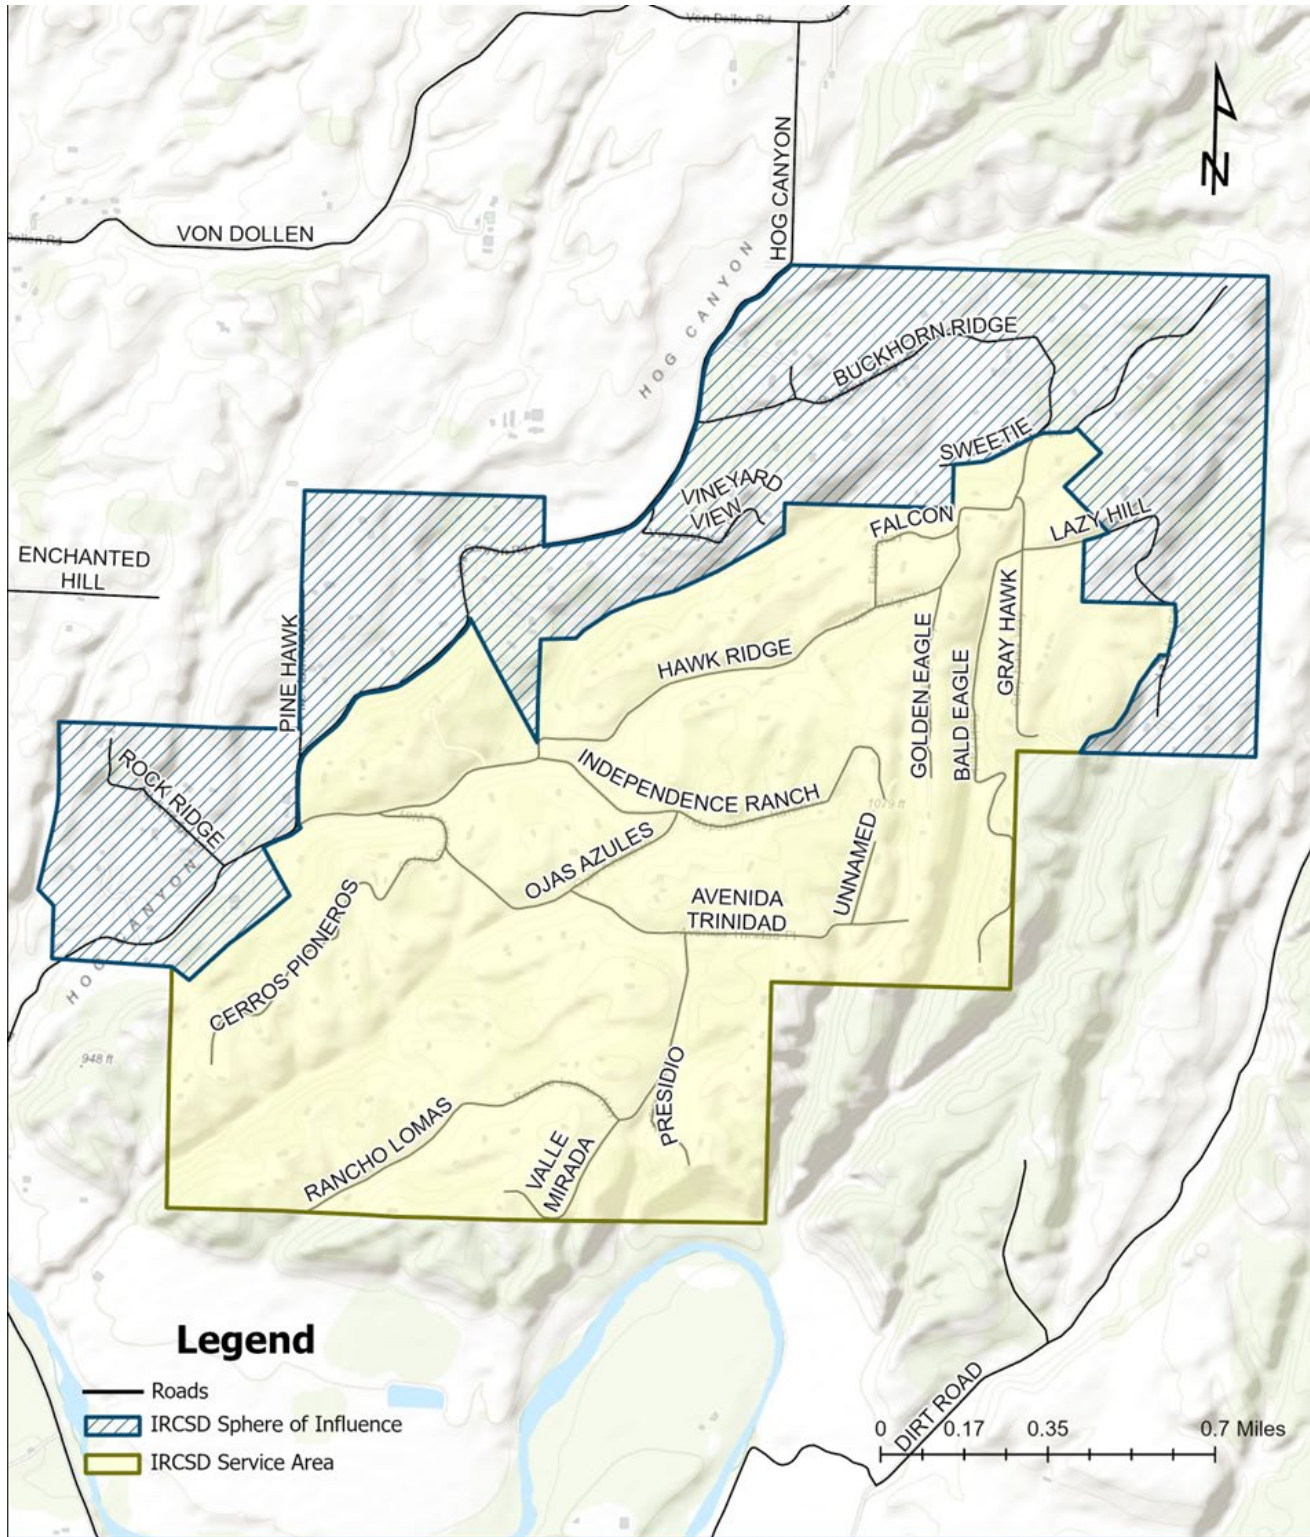 Von Dollen Rd
Hog
N
HOG CANYON
VON DOLLEN
Dollen Rd
HOG CANYON
BUCKHORN RIDGE
SWEETIE
VINEYARD
VIEW
FALCON
LAZY HILL
ENCHANTED
HILL
PINE HAWK
GRAY HAWK
HAWK RIDGE
GOLDEN EAGLE
BALD EAGLE
ROCK RIDGE
INDEPENDENCE RANCH
1079 ft
OJAS AZULES
UNNAMED
AVENIDA
TRINIDAD
CERROS PIONEROS
HOG CANYON
948 ft
PRESIDIO
RANCHO LOMAS
VALLE
MIRADA
Legend
Roads
IRCSD Sphere of Influence
IRCSD Service Area
DIRT ROAD
0 0.17 0.35 0.7 Miles